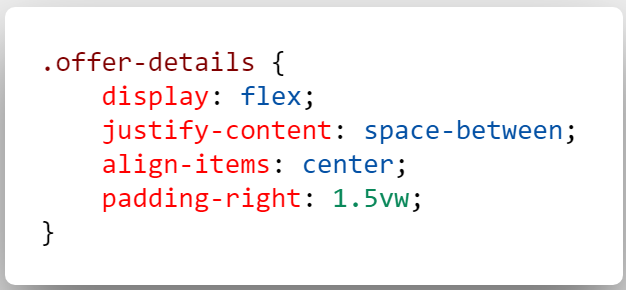 .offer-details {
    display: flex;
    justify-content: space-between;
    align-items: center;
    padding-right: 1.5vw;
}